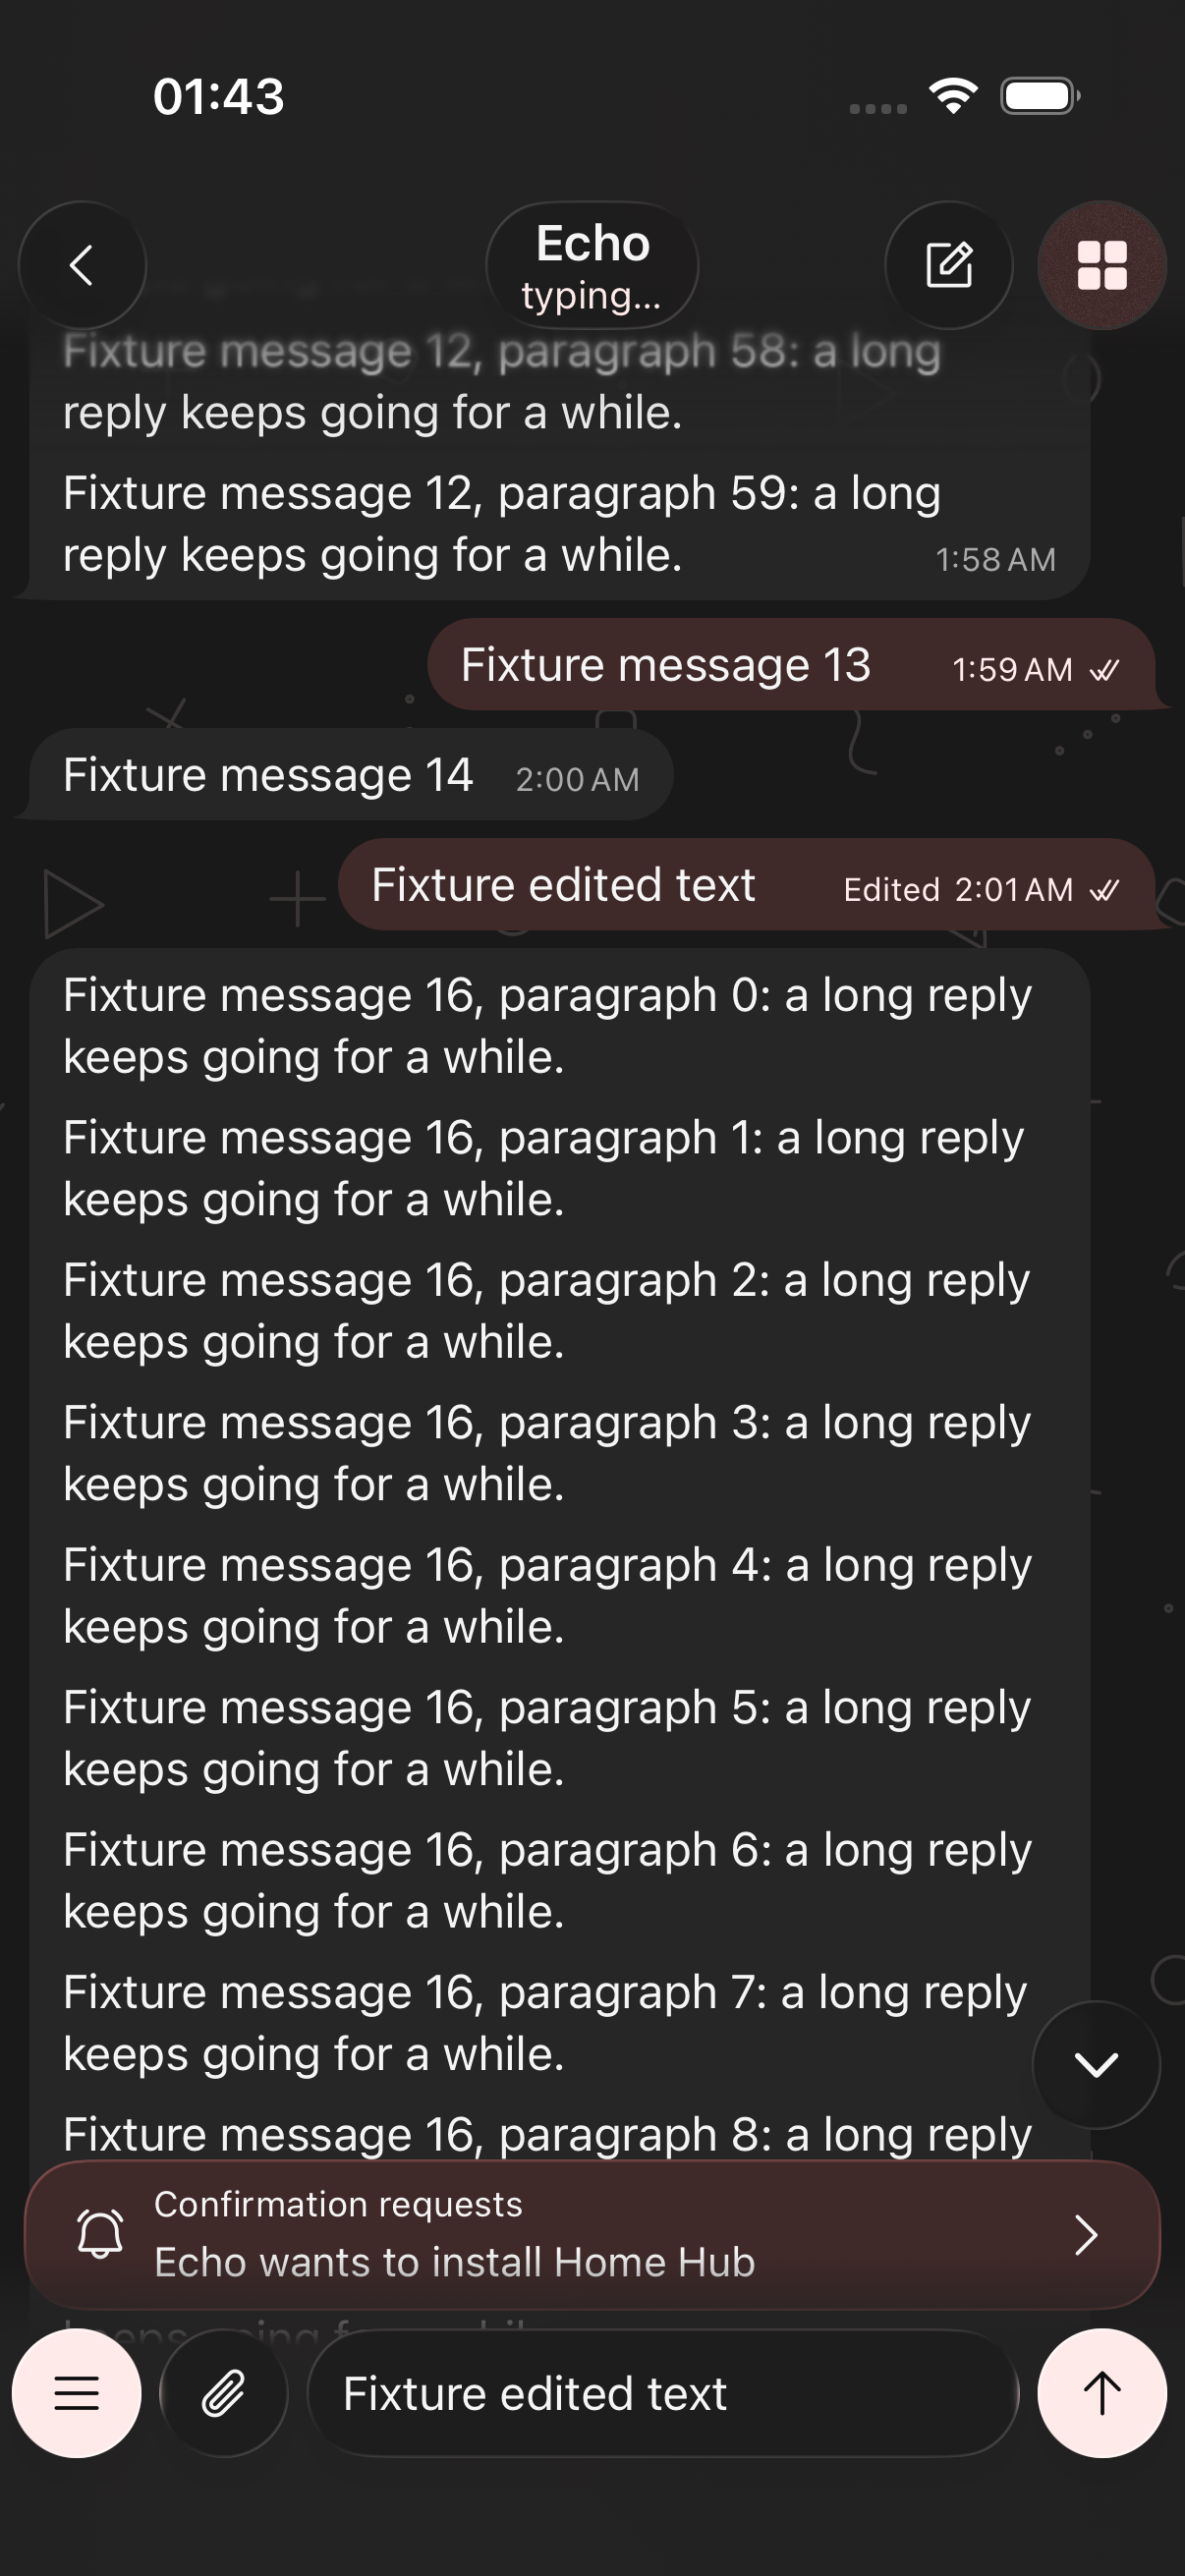 01:43
Echo
typing...
Fixture message 12, paragraph 58: a long
reply keeps going for a while.
Fixture message 12, paragraph 59: a long
reply keeps going for a while.
1:58 AM
Fixture message 13
1:59 AM
Fixture message 14
2:00 AM
Fixture edited text
Edited 2:01 AM
Fixture message 16, paragraph 0: a long reply
keeps going for a while.
Fixture message 16, paragraph 1: a long reply
keeps going for a while.
Fixture message 16, paragraph 2: a long reply
keeps going for a while.
Fixture message 16, paragraph 3: a long reply
keeps going for a while.
Fixture message 16, paragraph 4: a long reply
keeps going for a while.
Fixture message 16, paragraph 5: a long reply
keeps going for a while.
Fixture message 16, paragraph 6: a long reply
keeps going for a while.
Fixture message 16, paragraph 7: a long reply
keeps going for a while.
Fixture message 16, paragraph 8: a long reply
Confirmation requests
Echo wants to install Home Hub
Fixture edited text